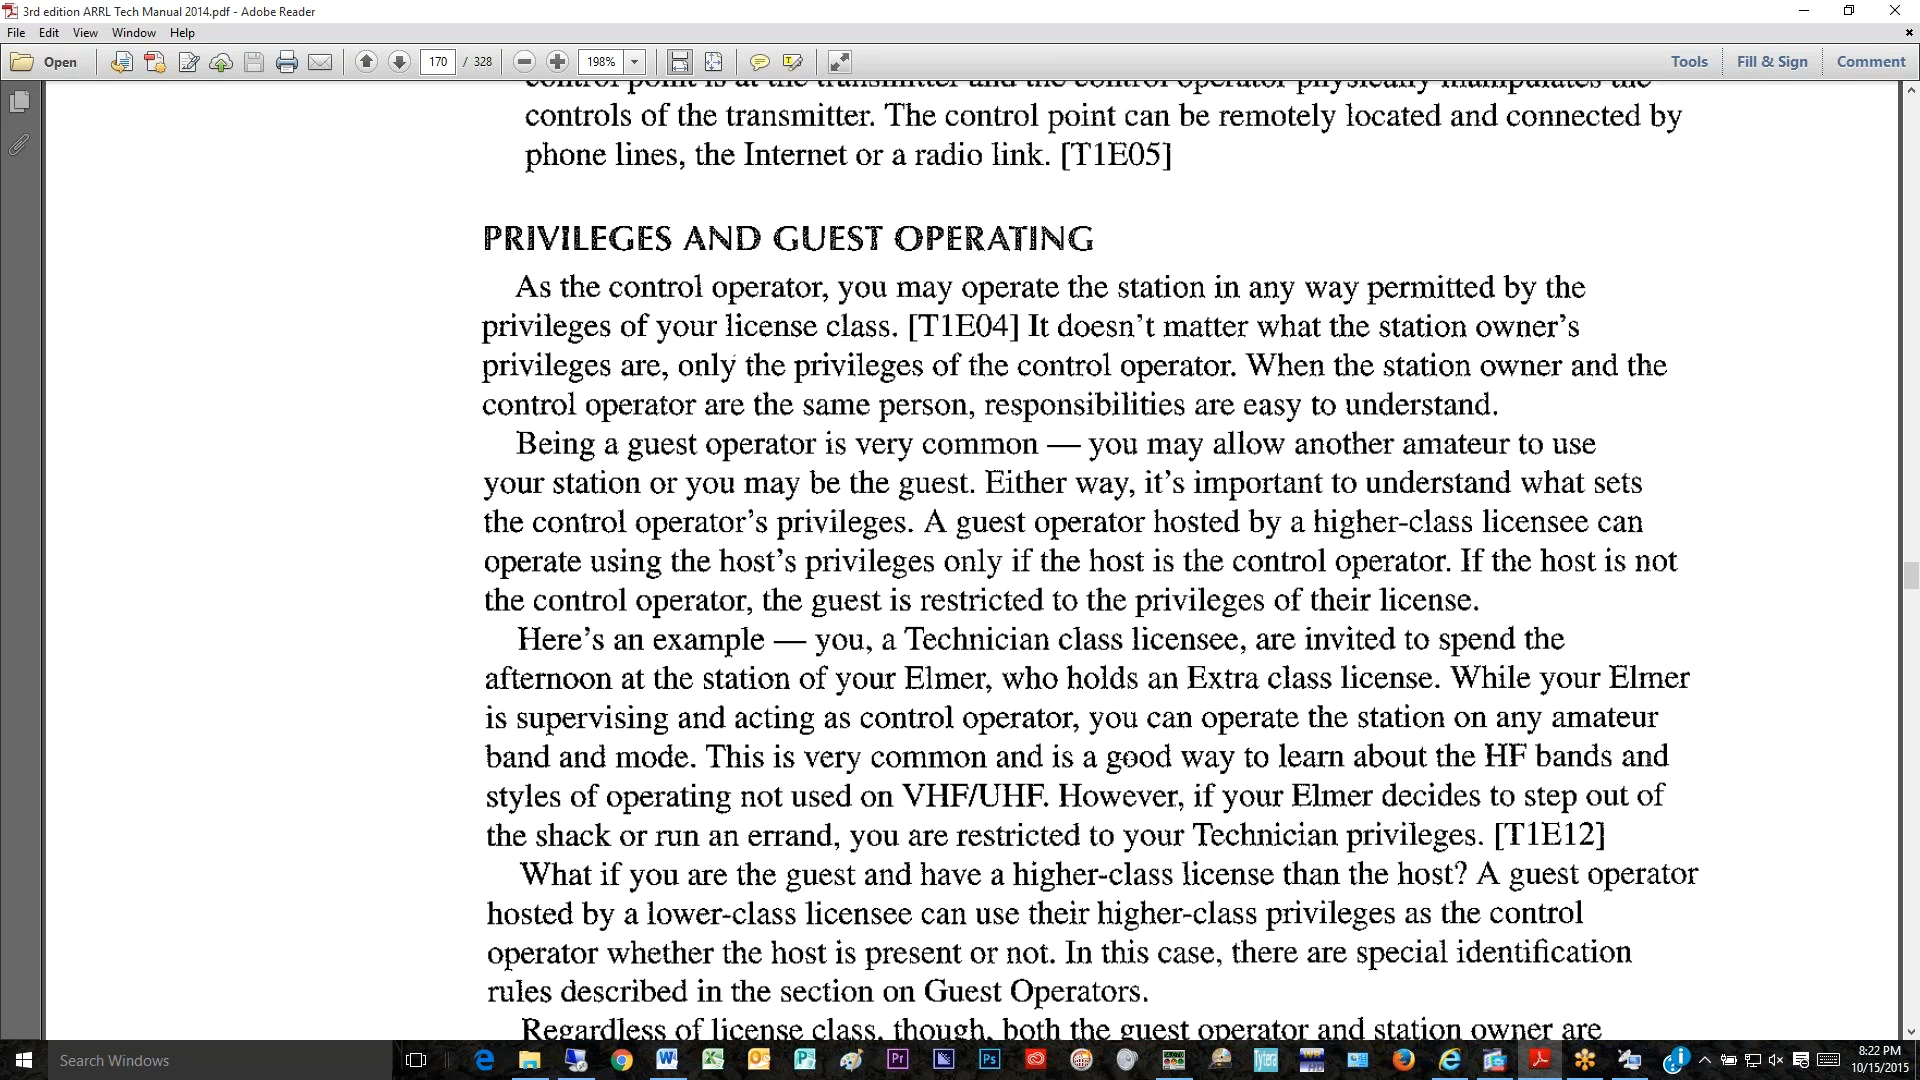 3rd edition ARRL Tech Manual 2014.pdf - Adobe Reader
File Edit View Window Help
Open 170 / 328 198% Tools Fill & Sign Comment
control point is at the transmitter and the control operator physically manipulates the
controls of the transmitter. The control point can be remotely located and connected by
phone lines, the Internet or a radio link. [T1E05]
PRIVILEGES AND GUEST OPERATING
As the control operator, you may operate the station in any way permitted by the
privileges of your license class. [T1E04] It doesn't matter what the station owner's
privileges are, only the privileges of the control operator. When the station owner and the
control operator are the same person, responsibilities are easy to understand.
Being a guest operator is very common — you may allow another amateur to use
your station or you may be the guest. Either way, it's important to understand what sets
the control operator's privileges. A guest operator hosted by a higher-class licensee can
operate using the host's privileges only if the host is the control operator. If the host is not
the control operator, the guest is restricted to the privileges of their license.
Here's an example — you, a Technician class licensee, are invited to spend the
afternoon at the station of your Elmer, who holds an Extra class license. While your Elmer
is supervising and acting as control operator, you can operate the station on any amateur
band and mode. This is very common and is a good way to learn about the HF bands and
styles of operating not used on VHF/UHF. However, if your Elmer decides to step out of
the shack or run an errand, you are restricted to your Technician privileges. [T1E12]
What if you are the guest and have a higher-class license than the host? A guest operator
hosted by a lower-class licensee can use their higher-class privileges as the control
operator whether the host is present or not. In this case, there are special identification
rules described in the section on Guest Operators.
Regardless of license class, though, both the guest operator and station owner are
Search Windows
8:22 PM
10/15/2015